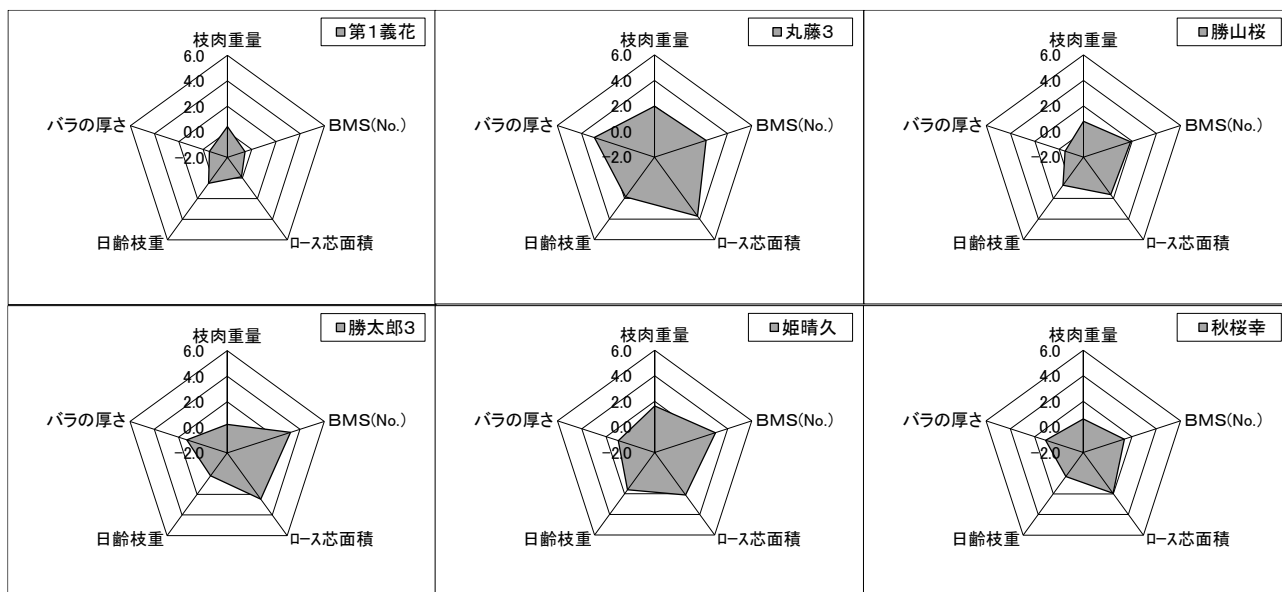 第1義花
枝肉重量
6.0
4.0
2.0
0.0
-2.0
バラの厚さ
BMS(No.)
日齢枝重
ロース芯面積
丸藤3
枝肉重量
6.0
4.0
2.0
0.0
-2.0
バラの厚さ
BMS(No.)
日齢枝重
ロース芯面積
勝山桜
枝肉重量
6.0
4.0
2.0
0.0
-2.0
バラの厚さ
BMS(No.)
日齢枝重
ロース芯面積
勝太郎3
枝肉重量
6.0
4.0
2.0
0.0
-2.0
バラの厚さ
BMS(No.)
日齢枝重
ロース芯面積
姫晴久
枝肉重量
6.0
4.0
2.0
0.0
-2.0
バラの厚さ
BMS(No.)
日齢枝重
ロース芯面積
秋桜幸
枝肉重量
6.0
4.0
2.0
0.0
-2.0
バラの厚さ
BMS(No.)
日齢枝重
ロース芯面積